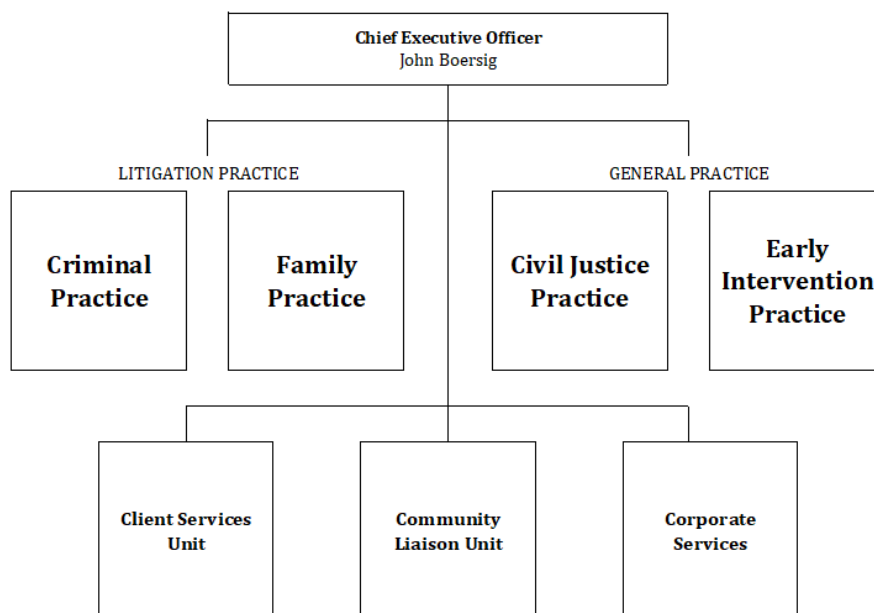 Chief Executive Officer
John Boersig
LITIGATION PRACTICE
GENERAL PRACTICE
Criminal
Practice
Family
Practice
Civil Justice
Practice
Early
Intervention
Practice
Client Services
Unit
Community
Liaison Unit
Corporate
Services